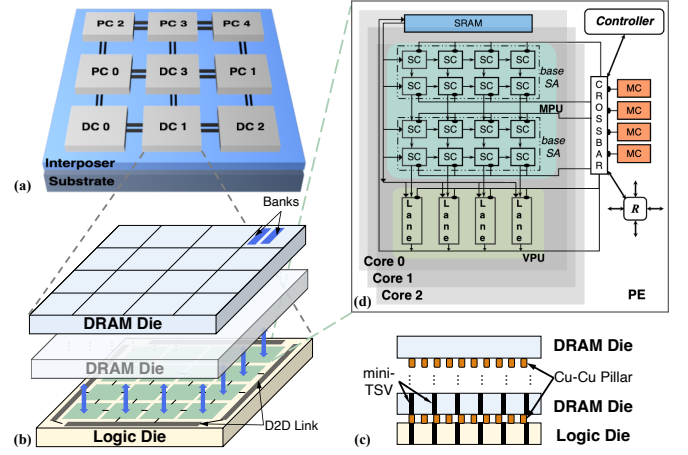 PC 2
PC 3
PC 4
PC 0
DC 3
PC 1
DC 0
DC 1
DC 2
Interposer
Substrate
(a)
Banks
DRAM Die
DRAM Die
D2D Link
Logic Die
(b)
SRAM
Controller
SC SC SC SC
base
SA
SC SC SC SC
MPU
SC SC SC SC
base
SA
SC SC SC SC
CROSSBAR
MC
MC
MC
MC
R
Lane Lane Lane Lane
VPU
Core 0
Core 1
Core 2
(d)
PE
DRAM Die
mini-
TSV
Cu-Cu Pillar
DRAM Die
(c)
Logic Die